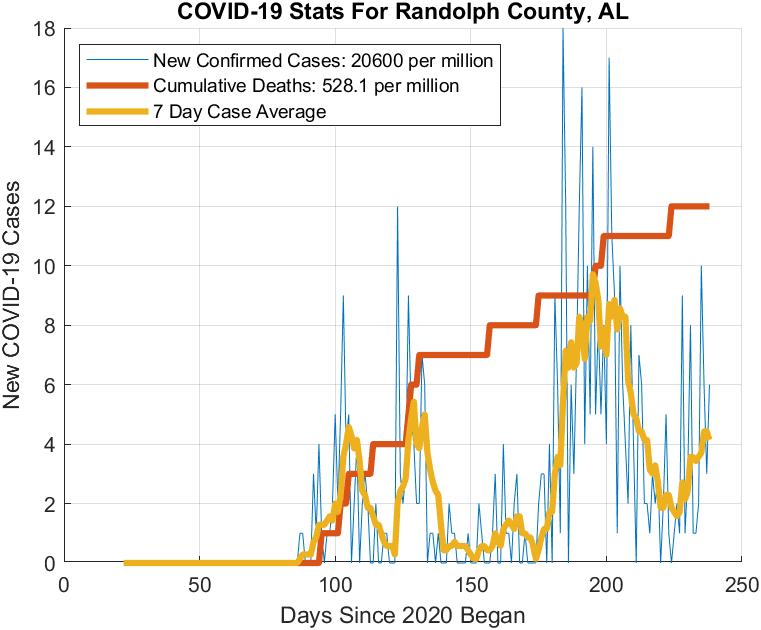 COVID-19 Stats For Randolph County, AL
New Confirmed Cases: 20600 per million
Cumulative Deaths: 528.1 per million
7 Day Case Average
New COVID-19 Cases
18
16
14
12
10
8
6
4
2
0
0 50 100 150 200 250
Days Since 2020 Began